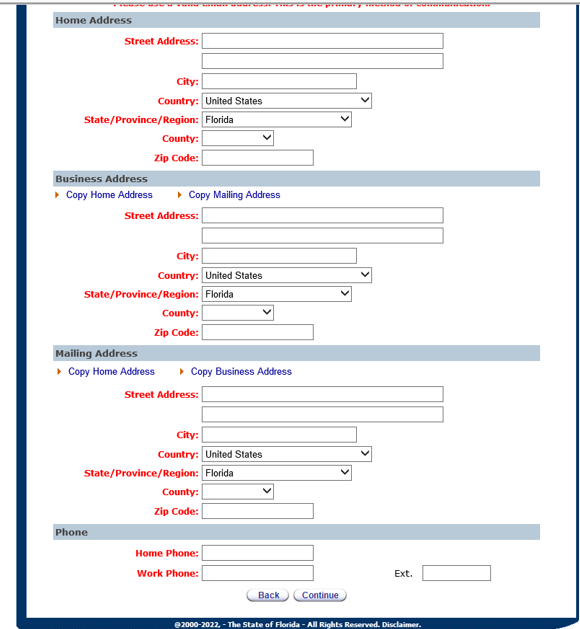 Please use a valid email address. This is the primary method of communication.
Home Address
Street Address:
City:
Country: United States
State/Province/Region: Florida
County:
Zip Code:
Business Address
Copy Home Address Copy Mailing Address
Street Address:
City:
Country: United States
State/Province/Region: Florida
County:
Zip Code:
Mailing Address
Copy Home Address Copy Business Address
Street Address:
City:
Country: United States
State/Province/Region: Florida
County:
Zip Code:
Phone
Home Phone:
Work Phone: Ext.
Back Continue
©2000-2022, - The State of Florida - All Rights Reserved. Disclaimer.